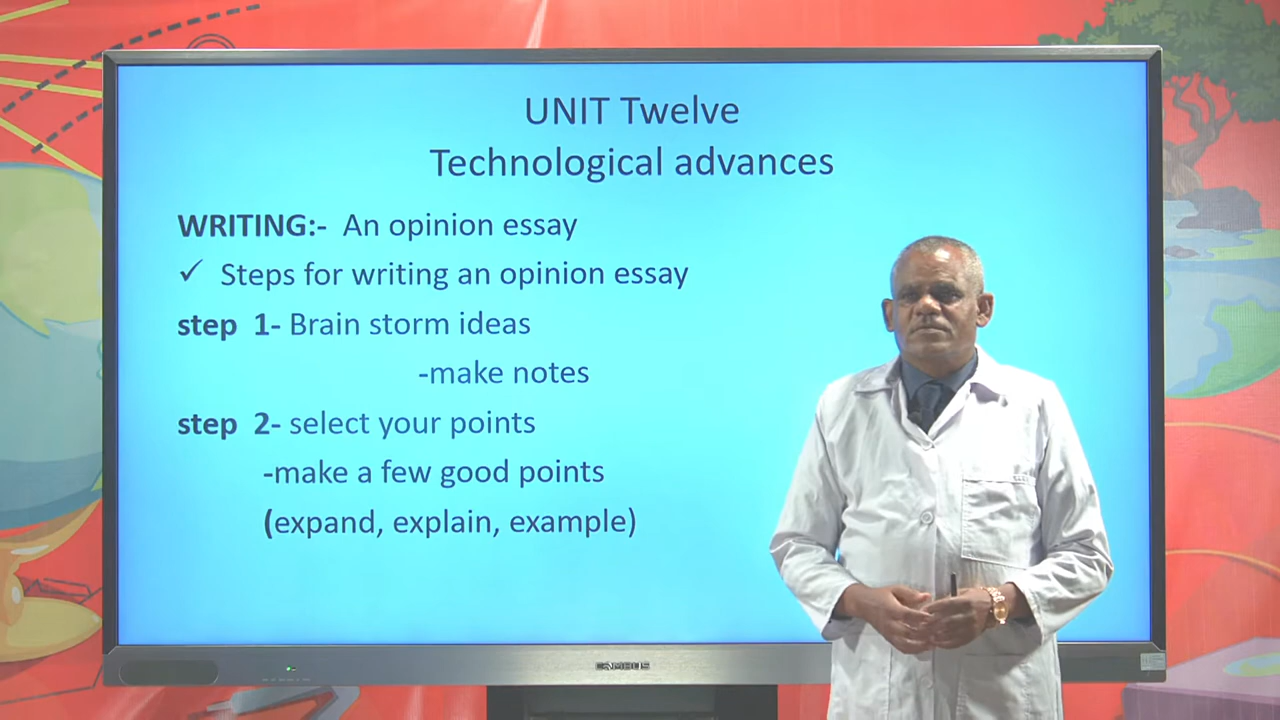 UNIT Twelve
Technological advances
WRITING:- An opinion essay
✓ Steps for writing an opinion essay
step 1- Brain storm ideas
-make notes
step 2- select your points
-make a few good points
(expand, explain, example)